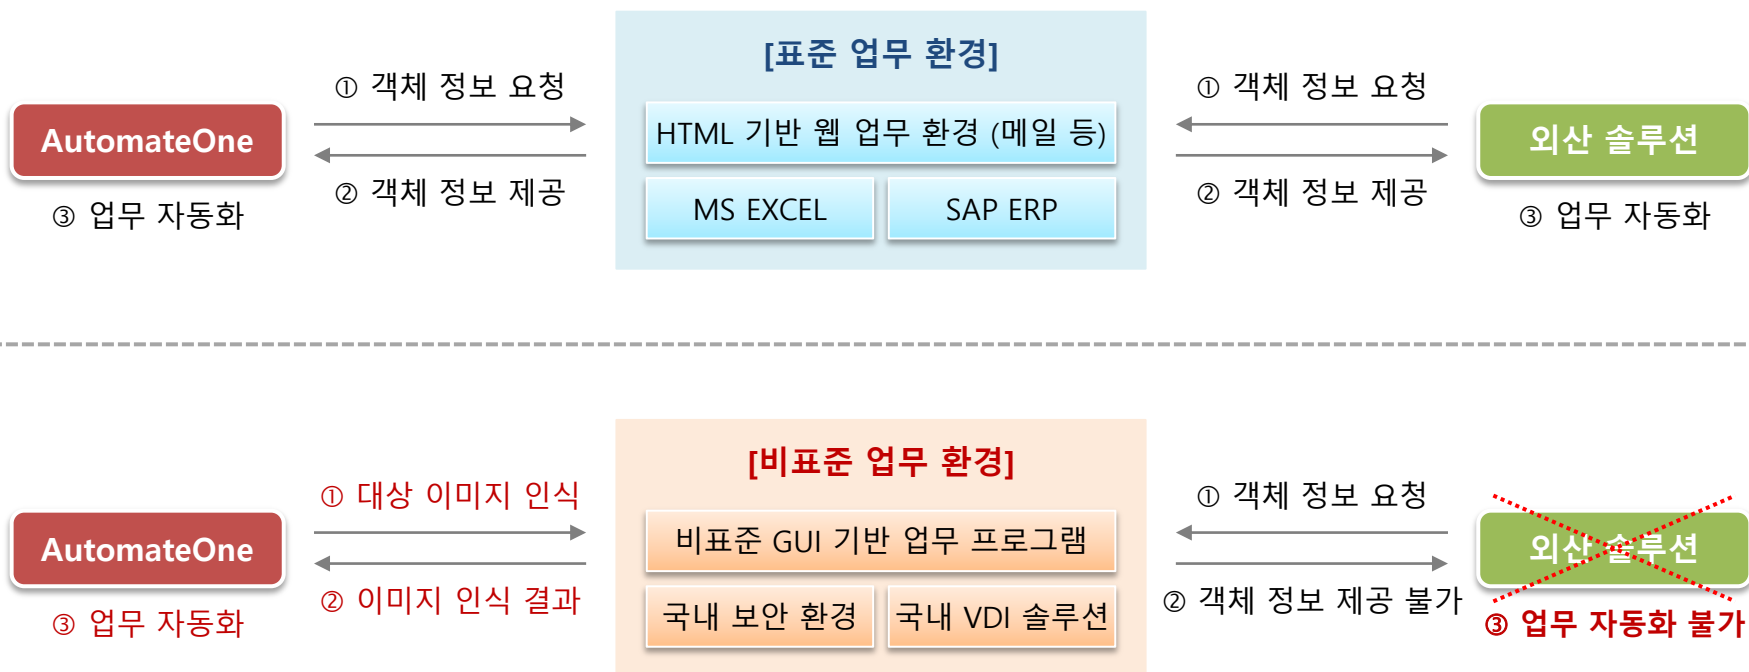 [표준 업무 환경]
① 객체 정보 요청
① 객체 정보 요청
AutomateOne
HTML 기반 웹 업무 환경 (메일 등)
외산 솔루션
② 객체 정보 제공
② 객체 정보 제공
③ 업무 자동화
MS EXCEL
SAP ERP
③ 업무 자동화
[비표준 업무 환경]
① 대상 이미지 인식
① 객체 정보 요청
AutomateOne
비표준 GUI 기반 업무 프로그램
외산 솔루션
② 이미지 인식 결과
② 객체 정보 제공 불가
③ 업무 자동화
국내 보안 환경
국내 VDI 솔루션
③ 업무 자동화 불가